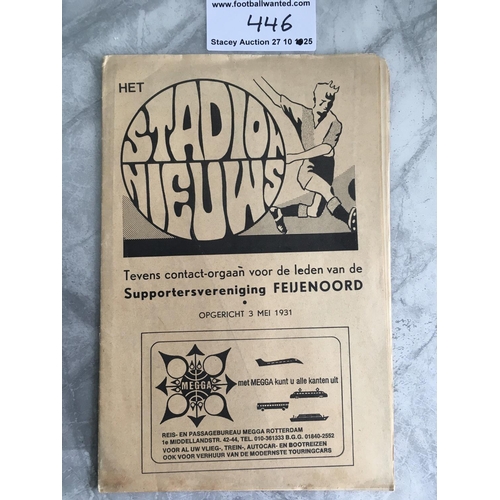 www.footballwanted.com
446
Stacey Auction 27 10 2025
HET
STADION
NIEUWS
Tevens contact-orgaan voor de leden van de
Supportersvereniging FEIJENOORD
OPGERICHT 3 MEI 1931
MEGGA
met MEGGA kunt u alle kanten uit
REIS- EN PASSAGEBUREAU MEGGA ROTTERDAM
1e MIDDELLANDSTR. 42-44, TEL. 010-361333 B.G.G. 01840-2552
VOOR AL UW VLIEG-, TREIN-, AUTOCAR- EN BOOTREIZEN
OOK VOOR VERHUUR VAN DE MODERNSTE TOURINGCARS